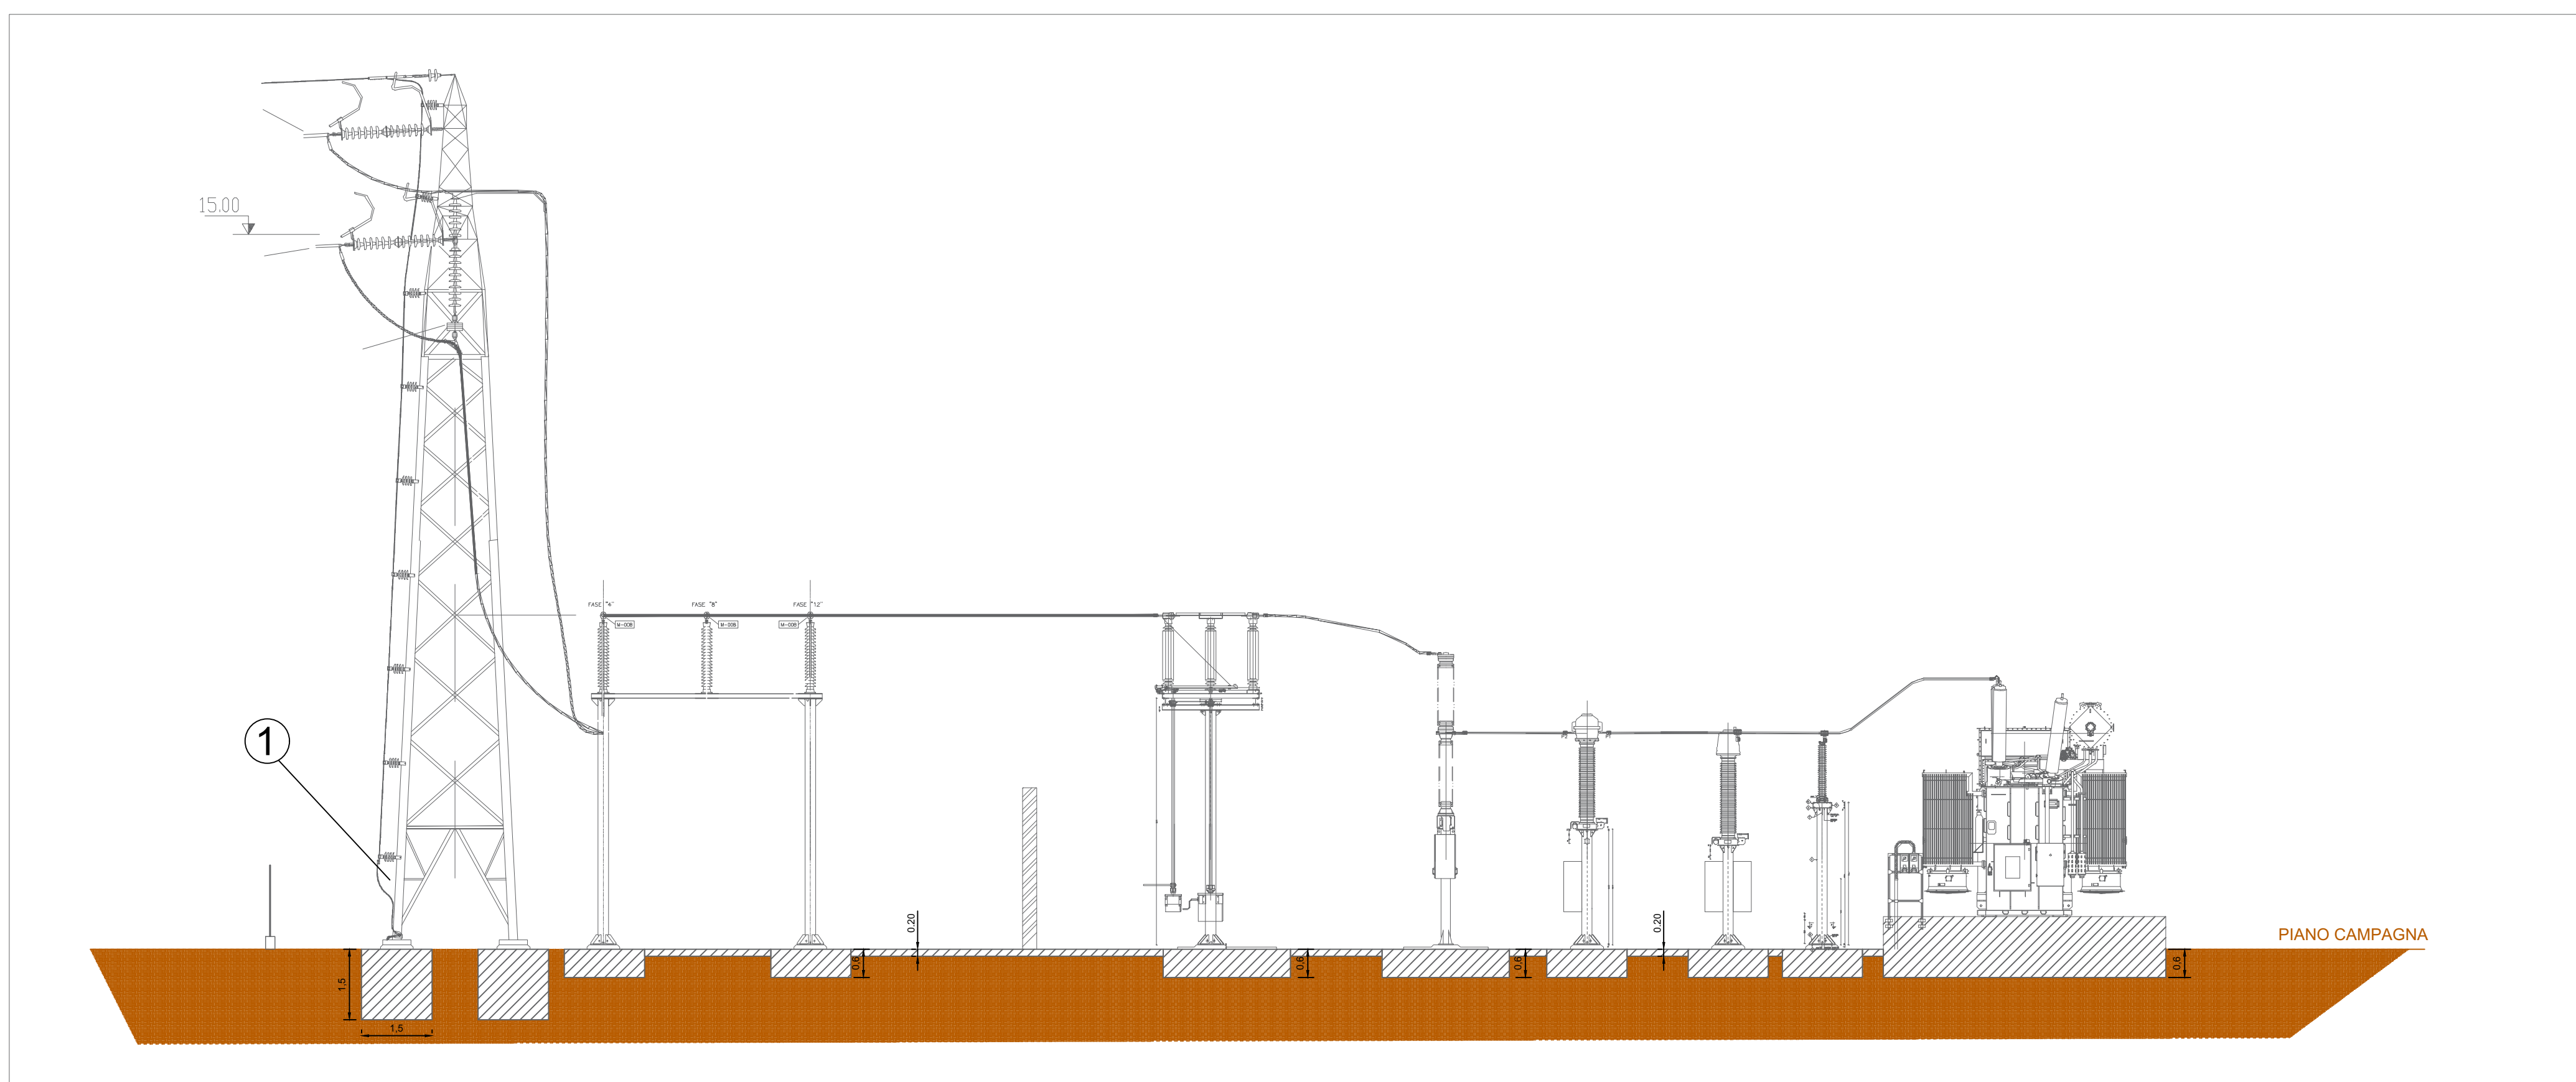 15.00
FASE "4"
FASE "8"
FASE "12"
M-008
M-008
M-008
1
0.20
0.20
PIANO CAMPAGNA
0,6
0,6
0,6
0,6
1,5
1,5